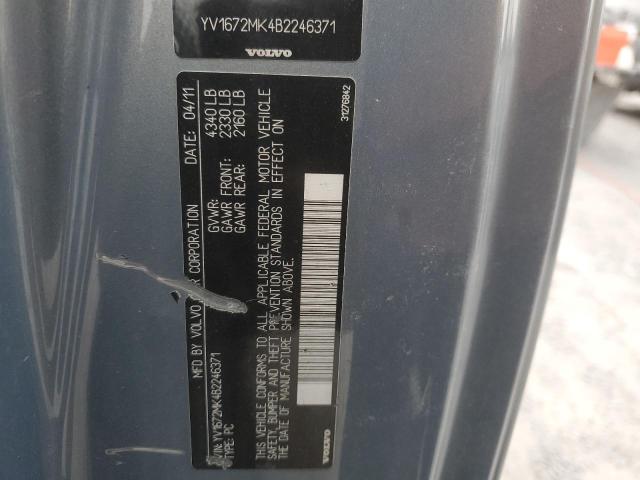 YV1672MK4B2246371
VOLVO
MFD BY VOLVO CAR CORPORATION DATE: 04/11
GVWR: 4340 LB
GAWR FRONT: 2330 LB
GAWR REAR: 2160 LB
THIS VEHICLE CONFORMS TO ALL APPLICABLE FEDERAL MOTOR VEHICLE
SAFETY, BUMPER AND THEFT PREVENTION STANDARDS IN EFFECT ON
THE DATE OF MANUFACTURE SHOWN ABOVE.
VIN: YV1672MK4B2246371
TYPE: PC
31276842
VOLVO